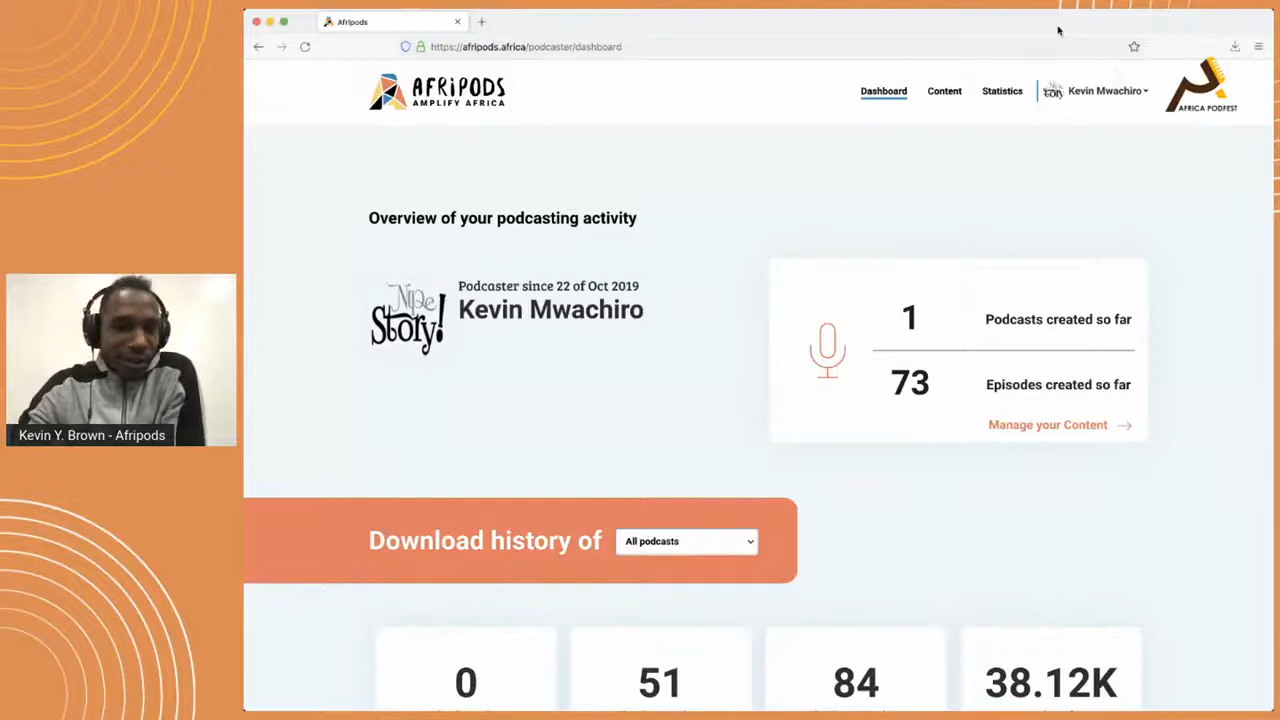 Afripods
https://afripods.africa/podcaster/dashboard
AFRIPODS
AMPLIFY AFRICA
Dashboard
Content
Statistics
Nipe
Story
Kevin Mwachiro
AFRICA PODFEST
Overview of your podcasting activity
Nipe
Story!
Podcaster since 22 of Oct 2019
Kevin Mwachiro
1
Podcasts created so far
73
Episodes created so far
Manage your Content
Kevin Y. Brown - Afripods
Download history of
All podcasts
0
51
84
38.12K